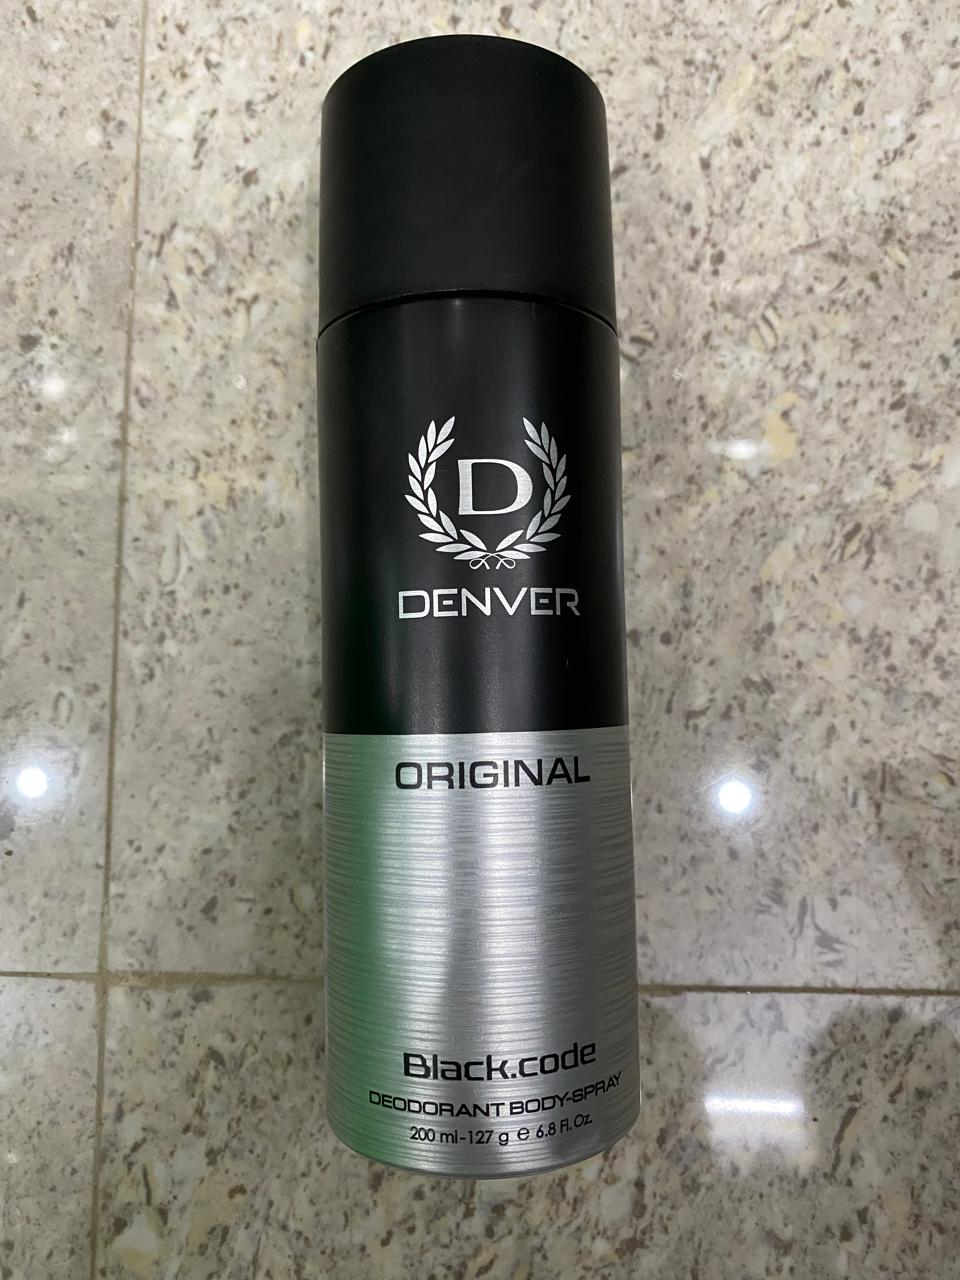 D
DENVER
ORIGINAL
Black.code
DEODORANT BODY-SPRAY
200 ml-127 g ℮ 6.8 Fl. Oz.